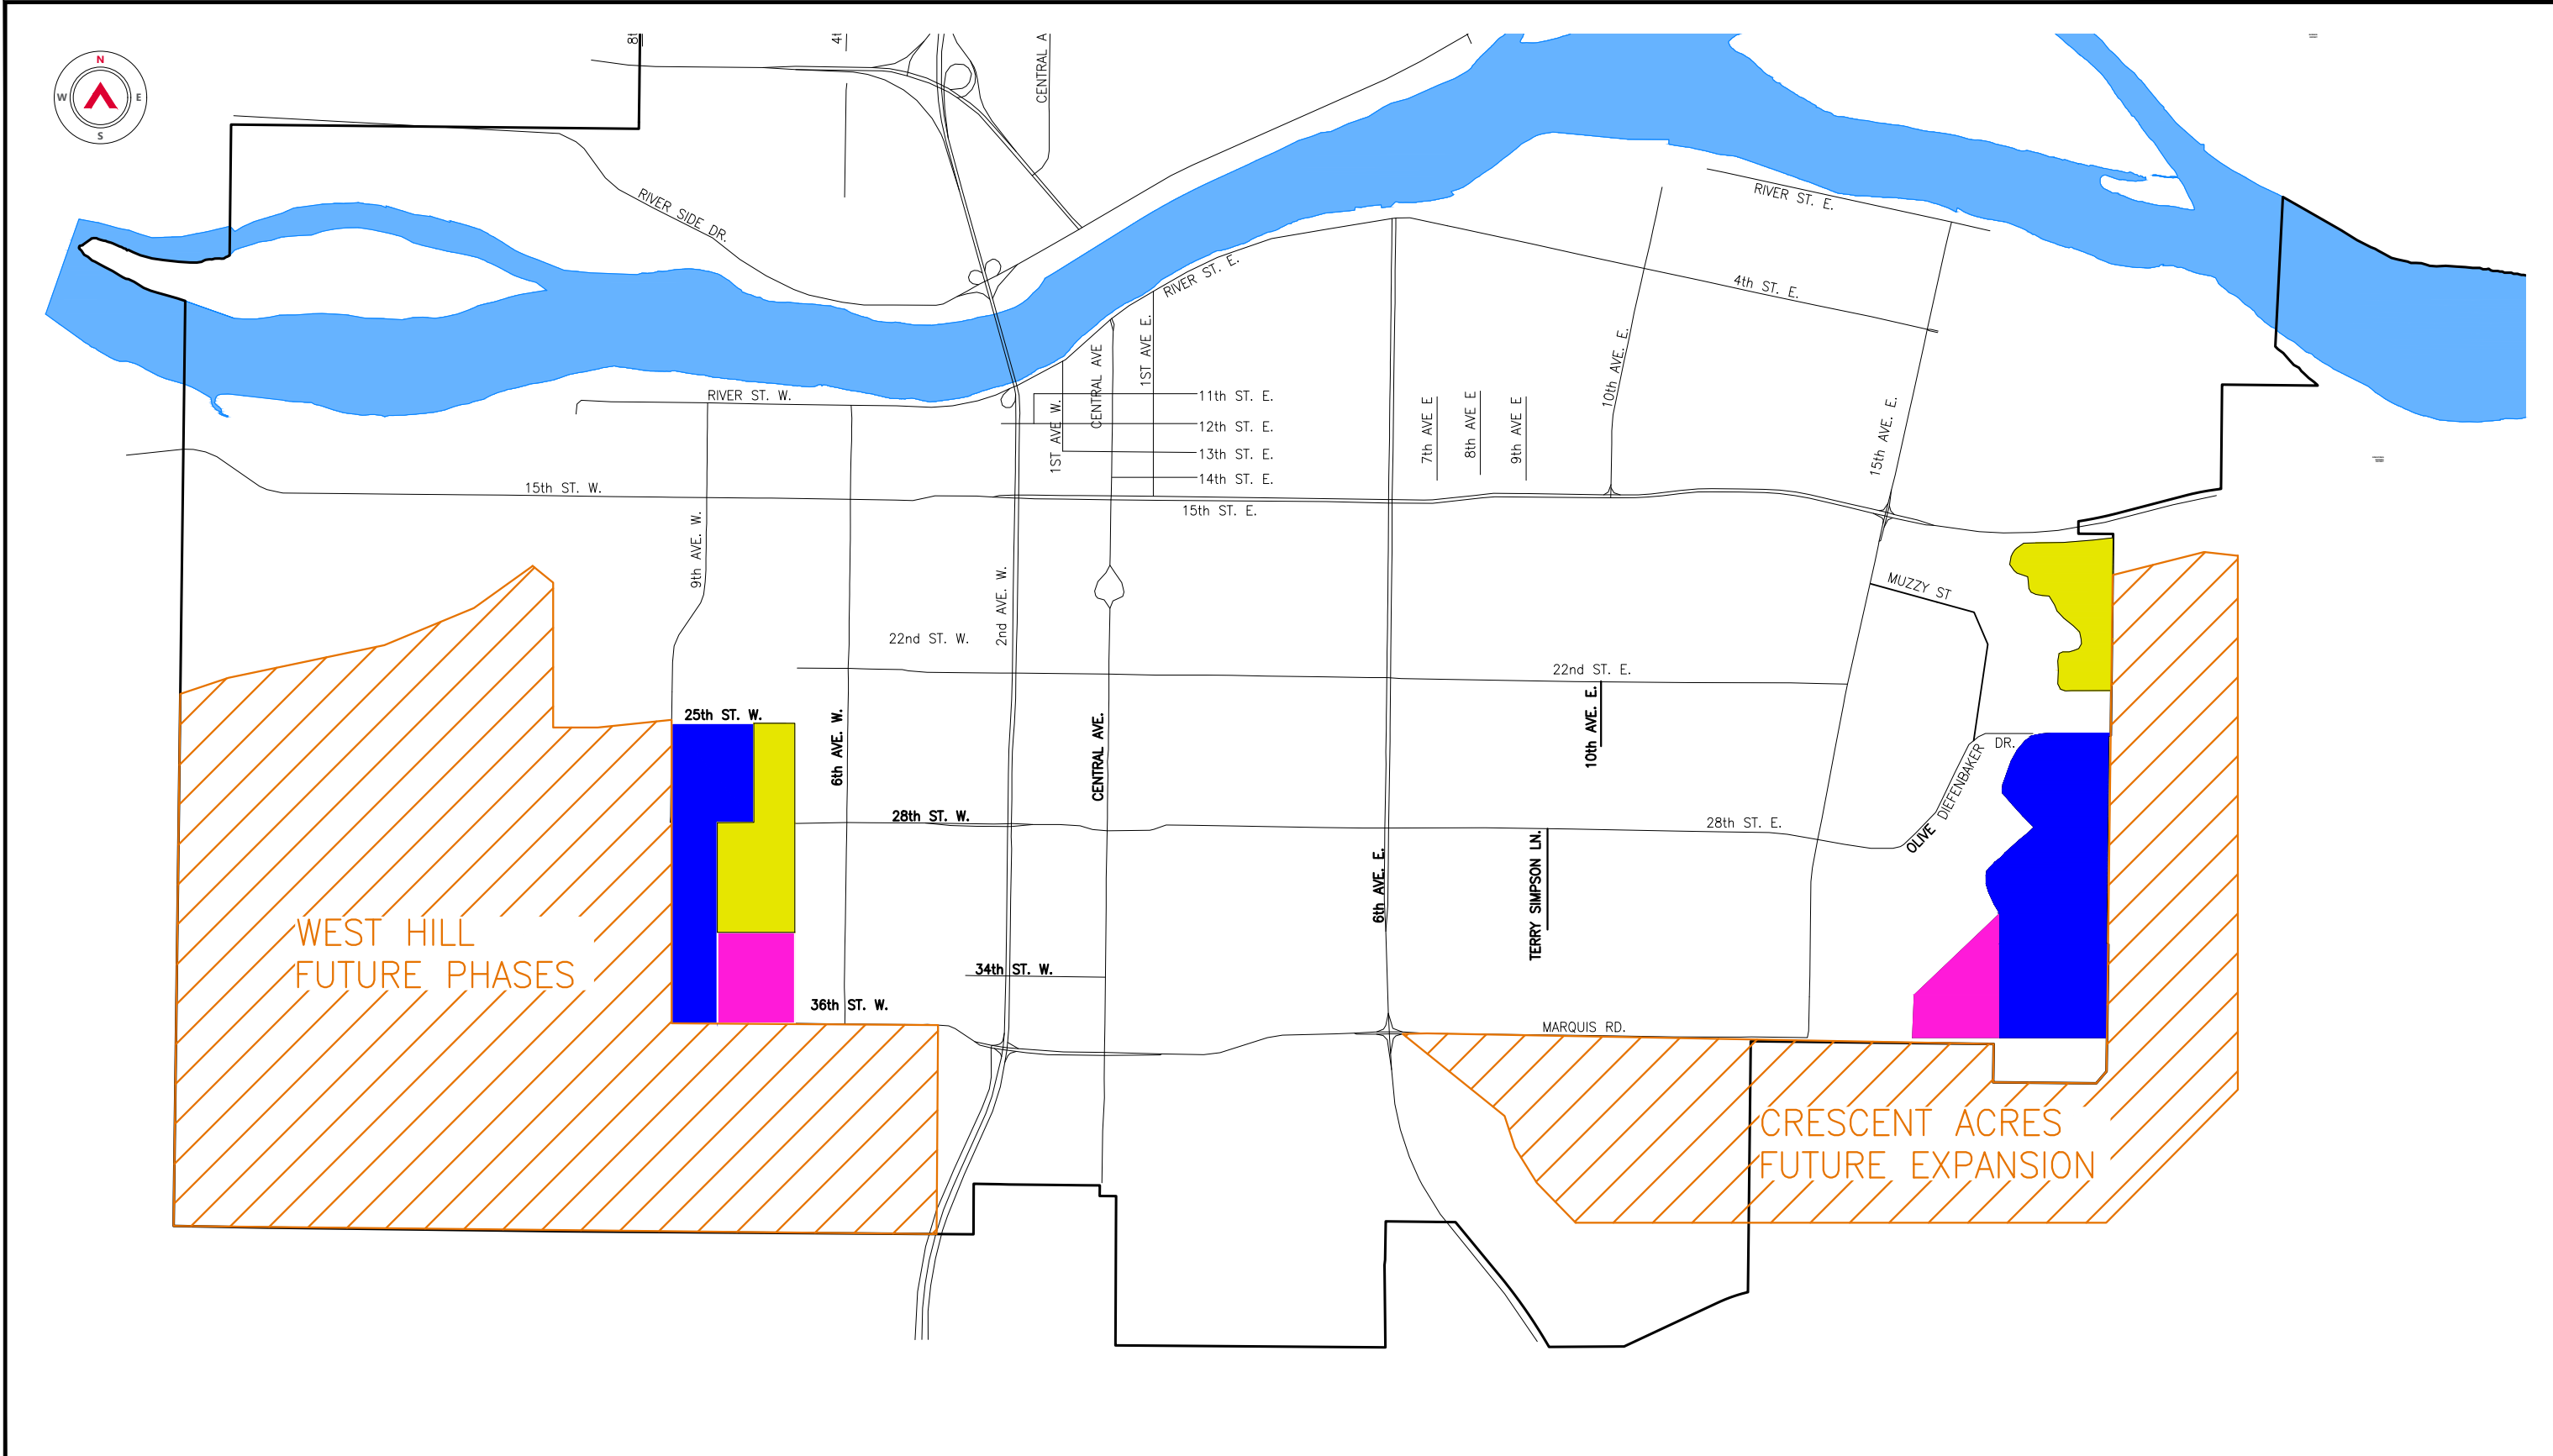 N
W E
S
CENTRAL A
RIVER SIDE DR.
RIVER ST. E.
RIVER ST. E.
4th ST. E.
RIVER ST. W.
1ST AVE W.
CENTRAL AVE
1ST AVE E.
11th ST. E.
12th ST. E.
13th ST. E.
14th ST. E.
7th AVE E
8th AVE E
9th AVE E
10th AVE. E.
15th AVE. E.
15th ST. W.
15th ST. E.
9th AVE. W.
2nd AVE. W.
MUZZY ST
22nd ST. W.
22nd ST. E.
25th ST. W.
6th AVE. W.
CENTRAL AVE.
10th AVE. E.
OLIVE DIEFENBAKER DR.
28th ST. W.
28th ST. E.
6th AVE. E.
TERRY SIMPSON LN.
WEST HILL
FUTURE PHASES
34th ST. W.
36th ST. W.
MARQUIS RD.
CRESCENT ACRES
FUTURE EXPANSION